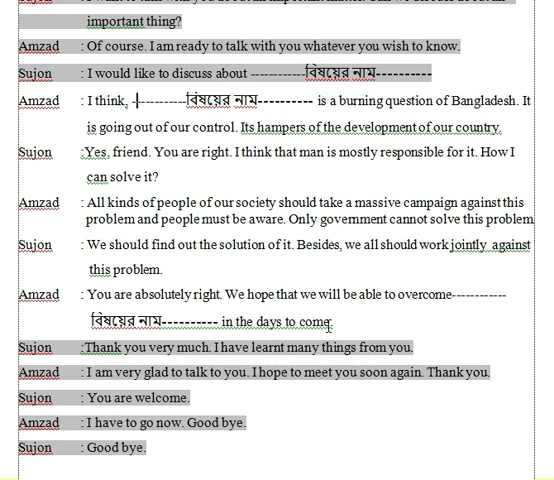 important thing?
Amzad : Of course. I am ready to talk with you whatever you wish to know.
Sujon : I would like to discuss about ------------বিষয়ের নাম------------
Amzad : I think, ------------বিষয়ের নাম------------ is a burning question of Bangladesh. It
is going out of our control. Its hampers of the development of our country.
Sujon :Yes, friend. You are right. I think that man is mostly responsible for it. How I
can solve it?
Amzad : All kinds of people of our society should take a massive campaign against this
problem and people must be aware. Only government cannot solve this problem
Sujon : We should find out the solution of it. Besides, we all should work jointly against
this problem.
Amzad : You are absolutely right. We hope that we will be able to overcome------------
বিষয়ের নাম------------ in the days to come.
Sujon :Thank you very much. I have learnt many things from you.
Amzad : I am very glad to talk to you. I hope to meet you soon again. Thank you.
Sujon : You are welcome.
Amzad : I have to go now. Good bye.
Sujon : Good bye.